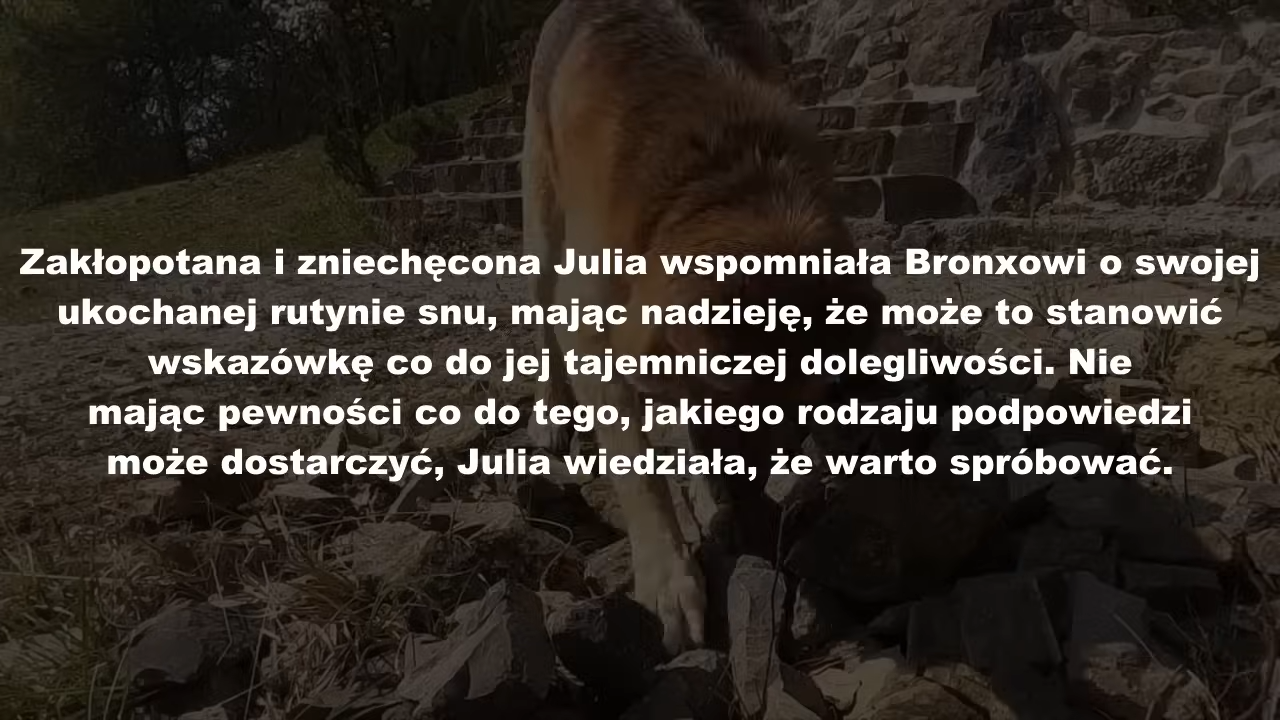 Zakłopotana i zniechęcona Julia wspomniała Bronxowi o swojej
ukochanej rutynie snu, mając nadzieję, że może to stanowić
wskazówkę co do jej tajemniczej dolegliwości. Nie
mając pewności co do tego, jakiego rodzaju podpowiedzi
może dostarczyć, Julia wiedziała, że warto spróbować.